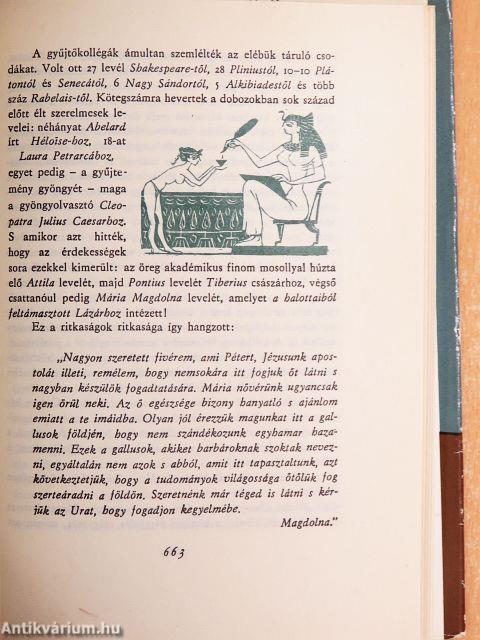 A gyűjtőkollégák ámultan szemlélték az elébük táruló cso-
dákat. Volt ott 27 levél Shakespeare-től, 28 Pliniustól, 10–10 Plá-
tontól és Senecától, 6 Nagy Sándortól, 5 Alkibiadestől és több
száz Rabelais-től. Kötegszámra hevertek a dobozokban sok század
előtt élt szerelmesek le-
velei: néhányat Abelard
írt Héloïse-hoz, 18-at
Laura Petrarcához,
egyet pedig – a gyűjte-
mény gyöngyét – maga
a gyöngyolvasztó Cleo-
patra Julius Caesarhoz.
S amikor azt hitték,
hogy az érdekességek
sora ezekkel kimerült: az öreg akadémikus finom mosollyal húzta
elő Attila levelét, majd Pontius levelét Tiberius császárhoz, végső
csattanóul pedig Mária Magdolna levelét, amelyet a halottaiból
feltámasztott Lázárhoz intézett!
Ez a ritkaságok ritkasága így hangzott:
„Nagyon szeretett fivérem, ami Pétert, Jézusunk apos-
tolát illeti, remélem, hogy nemsokára itt fogjuk őt látni s
nagyban készülök fogadtatására. Mária nővérünk ugyancsak
igen örül neki. Az ő egészsége bizony hanyatló s ajánlom
emiatt a te imáidba. Olyan jól érezzük magunkat itt a gal-
lusok földjén, hogy nem szándékozunk egyhamar haza-
menni. Ezek a gallusok, akiket barbároknak szoktak nevez-
ni, egyáltalán nem azok s abból, amit itt tapasztaltunk, azt
következtetjük, hogy a tudományok világossága őtőlük fog
szerteáradni a földön. Szeretnénk már téged is látni s kér-
jük az Urat, hogy fogadjon kegyelmébe.
Magdolna.”
663
Antikvárium.hu